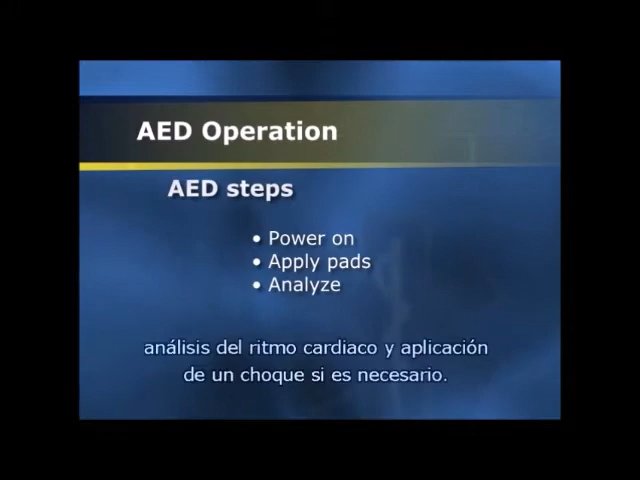 AED Operation
AED steps
• Power on
• Apply pads
• Analyze
análisis del ritmo cardiaco y aplicación
de un choque si es necesario.